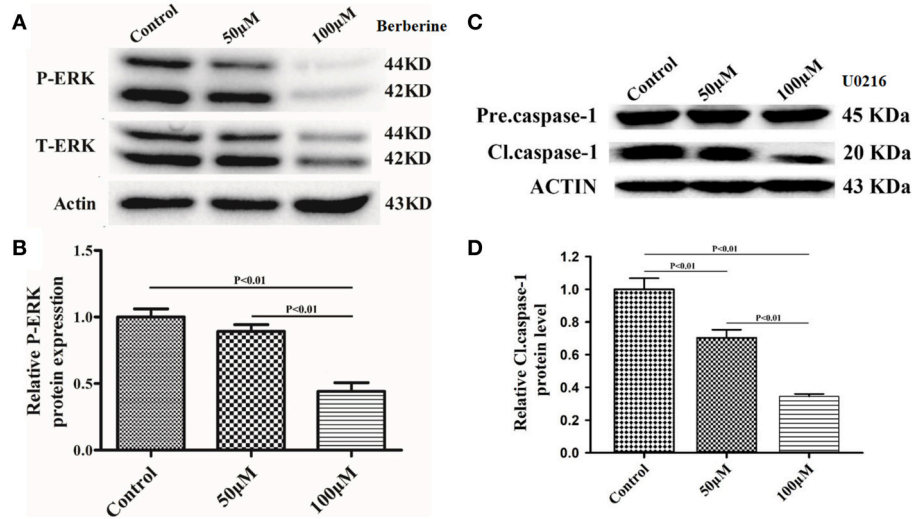 A
Control 50μM 100μM Berberine
P-ERK 44KD
42KD
T-ERK 44KD
42KD
Actin 43KD
B
Relative P-ERK
protein expresstion
1.5
1.0
0.5
0.0
P<0.01
P<0.01
Control 50μM 100μM
C
Control 50μM 100μM U0216
Pre.caspase-1 45 KDa
Cl.caspase-1 20 KDa
ACTIN 43 KDa
D
Relative Cl.caspase-1
protein level
1.2
1.0
0.8
0.6
0.4
0.2
0.0
P<0.01
P<0.01
P<0.01
Control 50μM 100μM